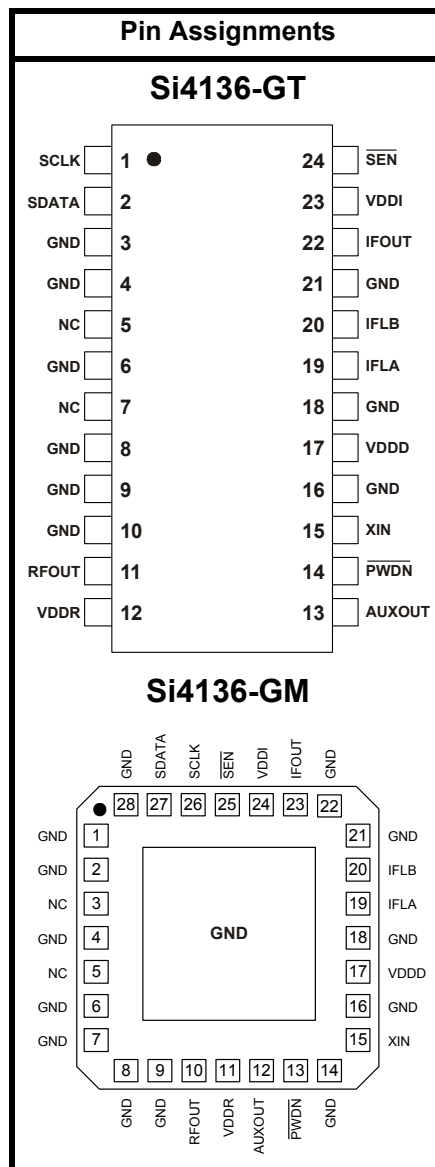 Pin Assignments
Si4136-GT
SCLK 1 24 S̅E̅N̅
SDATA 2 23 VDDI
GND 3 22 IFOUT
GND 4 21 GND
NC 5 20 IFLB
GND 6 19 IFLA
NC 7 18 GND
GND 8 17 VDDD
GND 9 16 GND
GND 10 15 XIN
RFOUT 11 14 P̅W̅D̅N̅
VDDR 12 13 AUXOUT
Si4136-GM
GND SDATA SCLK S̅E̅N̅ VDDI IFOUT GND
28 27 26 25 24 23 22
GND 1 21 GND
GND 2 20 IFLB
NC 3 19 IFLA
GND 4 GND 18 GND
NC 5 17 VDDD
GND 6 16 GND
GND 7 15 XIN
8 9 10 11 12 13 14
GND GND RFOUT VDDR AUXOUT P̅W̅D̅N̅ GND